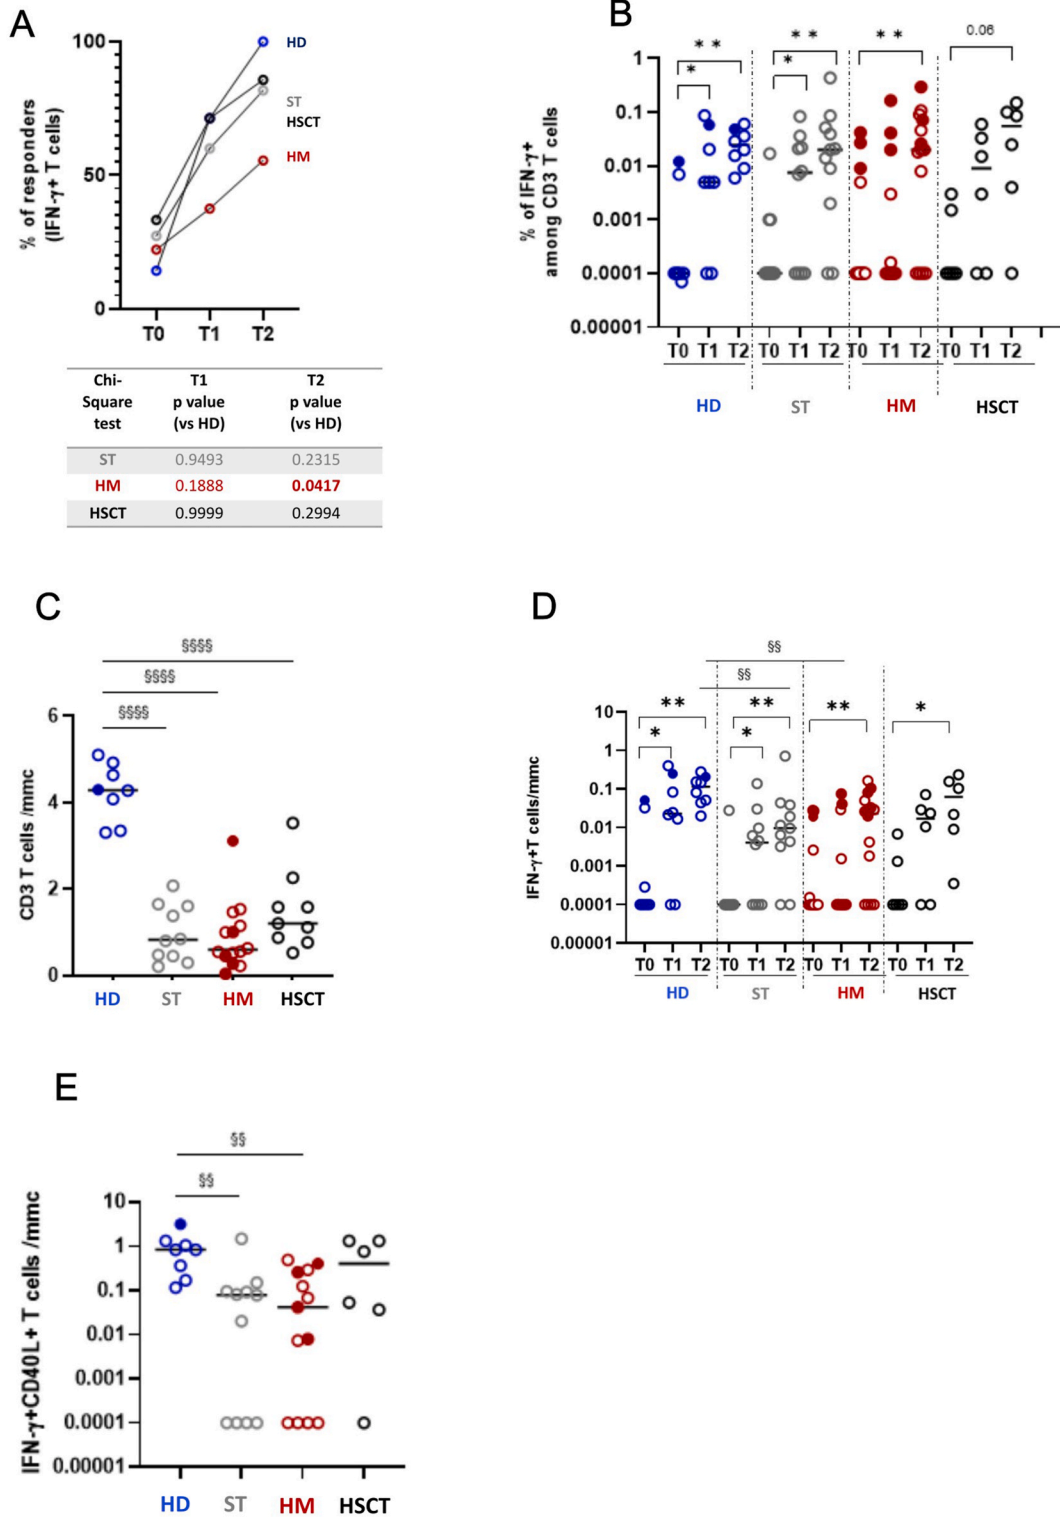 A
% of responders
(IFN-γ+ T cells)
100
50
0
T0 T1 T2
HD
ST
HSCT
HM
Chi-Square test T1 p value (vs HD) T2 p value (vs HD)
ST 0.9493 0.2315
HM 0.1888 0.0417
HSCT 0.9999 0.2994
B
% of IFN-γ+
among CD3 T cells
1
0.1
0.01
0.001
0.0001
0.00001
* * * * * * * *
0.06
T0 T1 T2 T0 T1 T2 T0 T1 T2 T0 T1 T2
HD ST HM HSCT
C
§§§§
§§§§
§§§§
CD3 T cells /mmc
6
4
2
0
HD ST HM HSCT
D
§§
§§
** ** ** *
* *
IFN-γ+T cells/mmc
10
1
0.1
0.01
0.001
0.0001
0.00001
T0 T1 T2 T0 T1 T2 T0 T1 T2 T0 T1 T2
HD ST HM HSCT
E
§§
§§
IFN-γ+CD40L+ T cells /mmc
10
1
0.1
0.01
0.001
0.0001
0.00001
HD ST HM HSCT